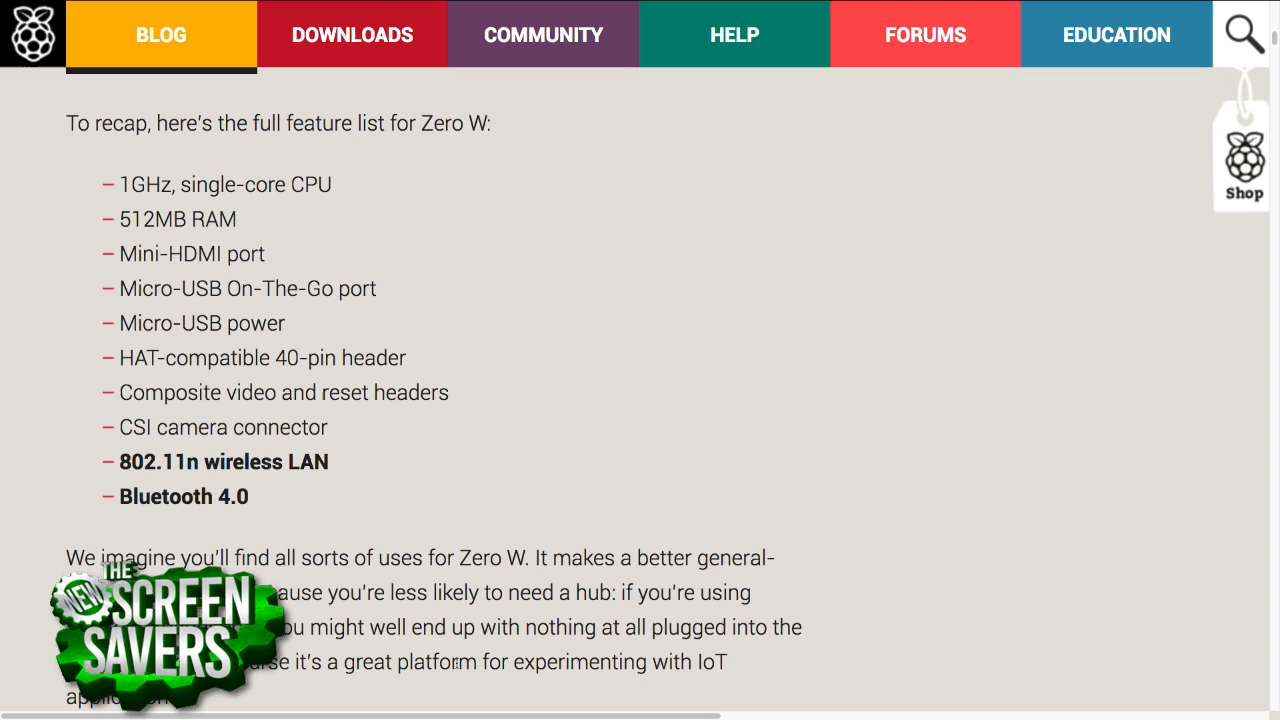 BLOG DOWNLOADS COMMUNITY HELP FORUMS EDUCATION
Shop
To recap, here's the full feature list for Zero W:
– 1GHz, single-core CPU
– 512MB RAM
– Mini-HDMI port
– Micro-USB On-The-Go port
– Micro-USB power
– HAT-compatible 40-pin header
– Composite video and reset headers
– CSI camera connector
– 802.11n wireless LAN
– Bluetooth 4.0
We imagine you'll find all sorts of uses for Zero W. It makes a better general-
you're less likely to need a hub: if you're using
might well end up with nothing at all plugged into the
it's a great platform for experimenting with IoT
THE
NEW SCREEN
SAVERS